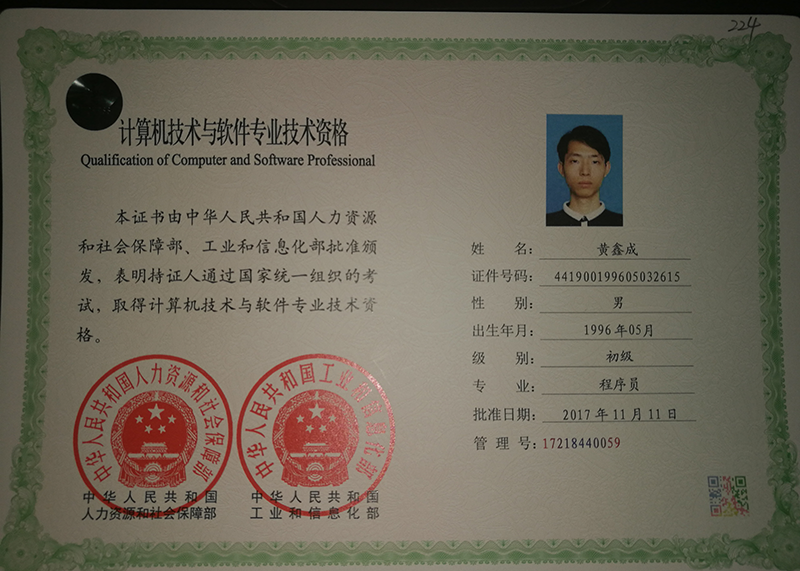 224
计算机技术与软件专业技术资格
Qualification of Computer and Software Professional
本证书由中华人民共和国人力资源
和社会保障部、工业和信息化部批准颁
发，表明持证人通过国家统一组织的考
试，取得计算机技术与软件专业技术资
格。
中华人民共和国人力资源和社会保障部
中华人民共和国工业和信息化部
中华人民共和国
人力资源和社会保障部
中华人民共和国
工业和信息化部
姓 名： 黄鑫成
证件号码： 441900199605032615
性 别： 男
出生年月： 1996年05月
级 别： 初级
专 业： 程序员
批准日期： 2017年11月11日
管 理 号：17218440059